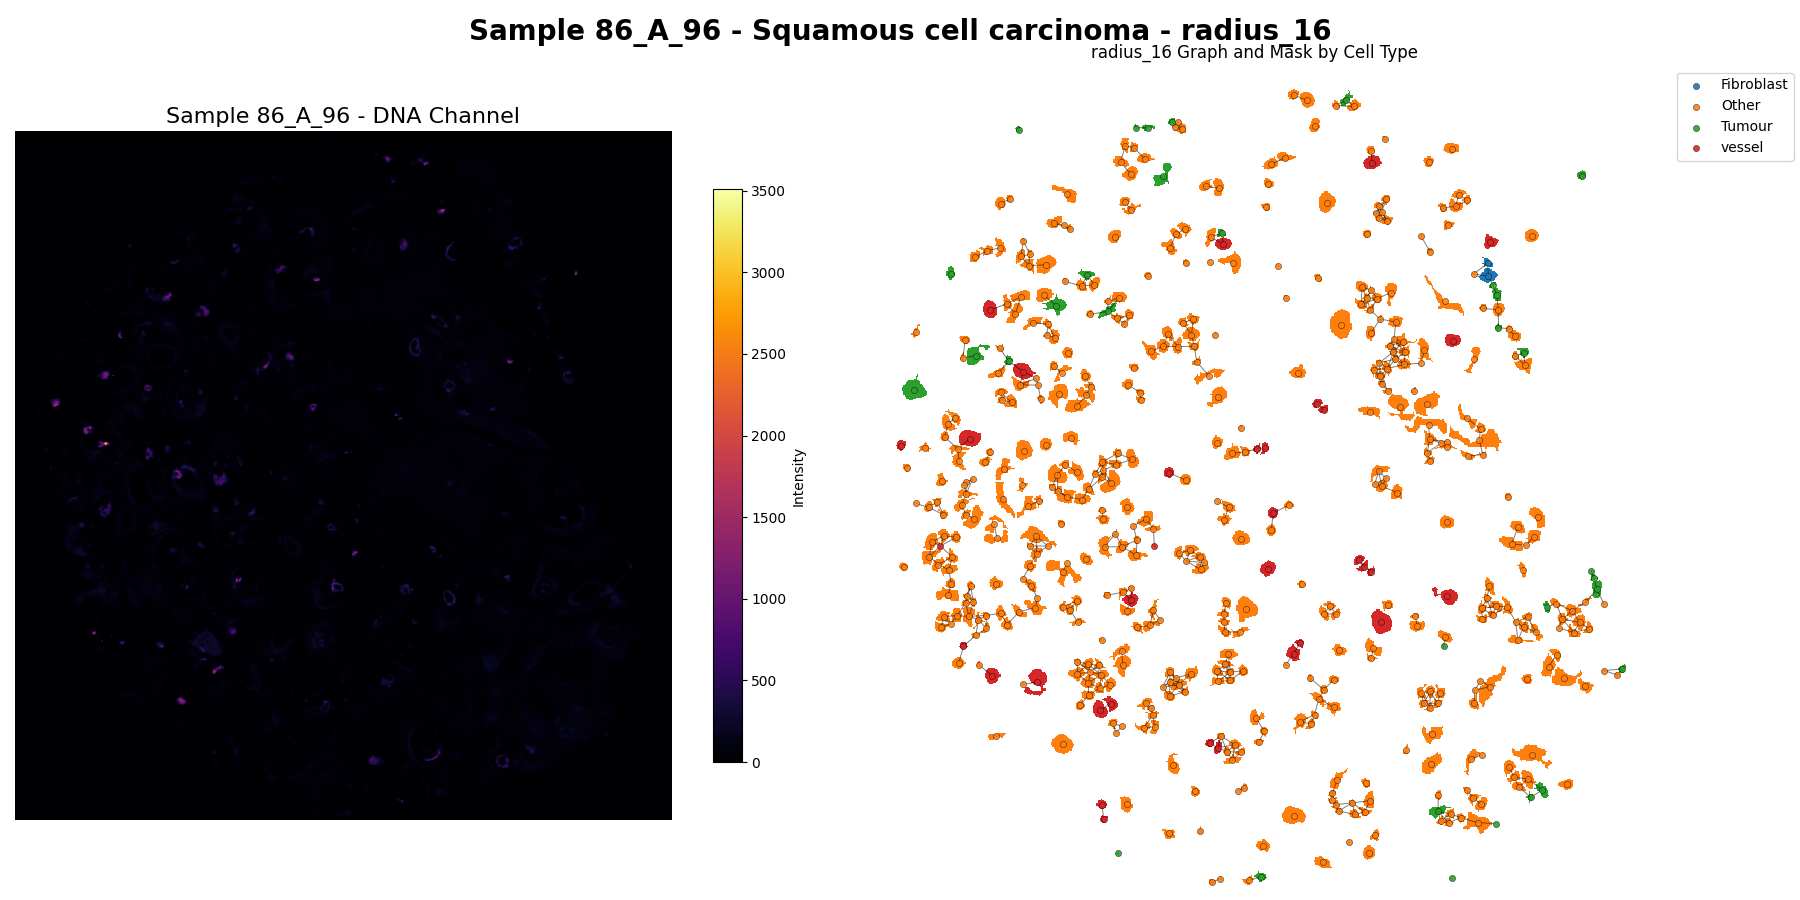 Sample 86_A_96 - Squamous cell carcinoma - radius_16
radius_16 Graph and Mask by Cell Type
Sample 86_A_96 - DNA Channel
Fibroblast
Other
Tumour
vessel
3500
3000
2500
2000
1500
1000
500
0
Intensity